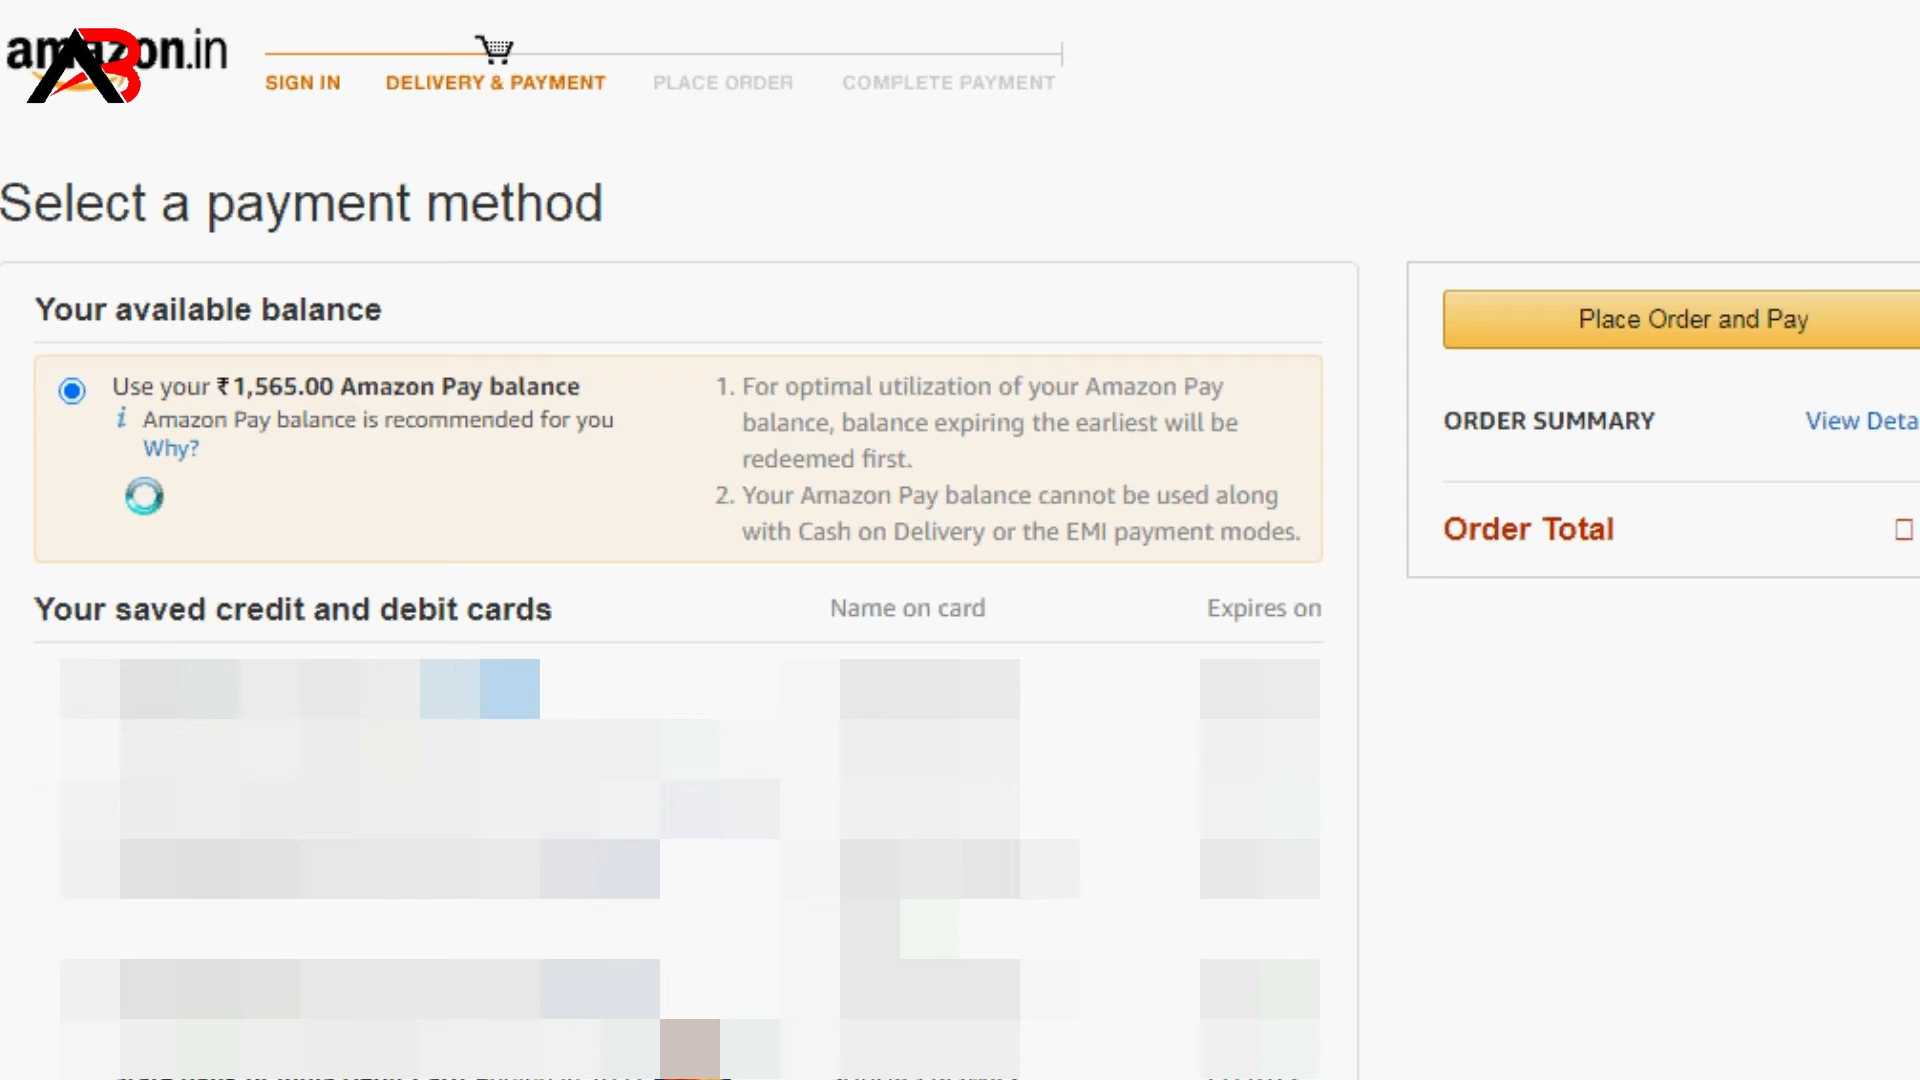 amazon.in
AB
SIGN IN DELIVERY & PAYMENT PLACE ORDER COMPLETE PAYMENT
Select a payment method
Your available balance
Use your ₹1,565.00 Amazon Pay balance
i Amazon Pay balance is recommended for you
Why?
1. For optimal utilization of your Amazon Pay
balance, balance expiring the earliest will be
redeemed first.
2. Your Amazon Pay balance cannot be used along
with Cash on Delivery or the EMI payment modes.
Your saved credit and debit cards Name on card Expires on
Place Order and Pay
ORDER SUMMARY View Deta
Order Total